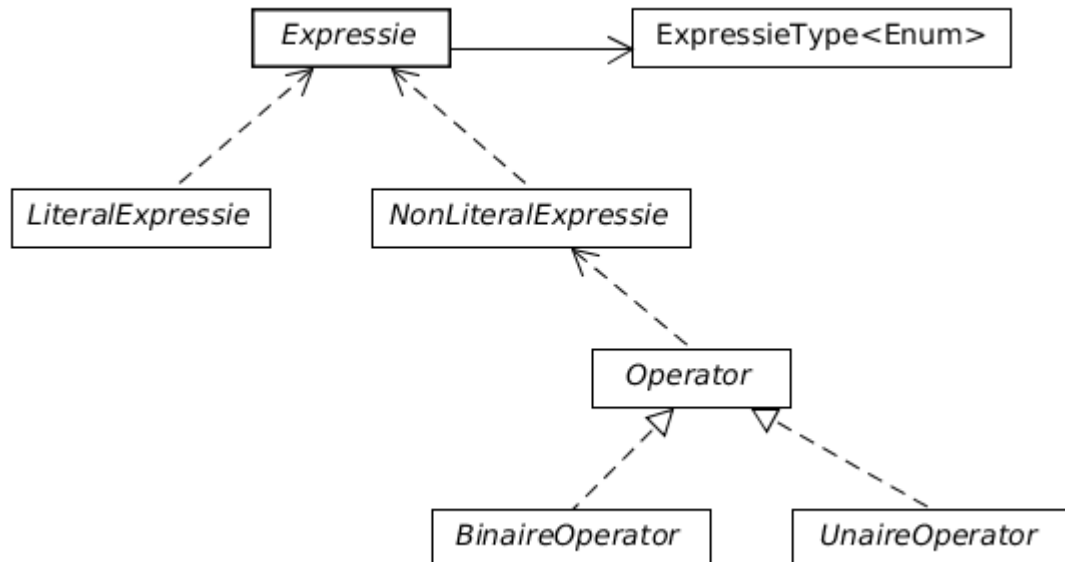 Expressie
ExpressieType<Enum>
LiteralExpressie
NonLiteralExpressie
Operator
BinaireOperator
UnaireOperator